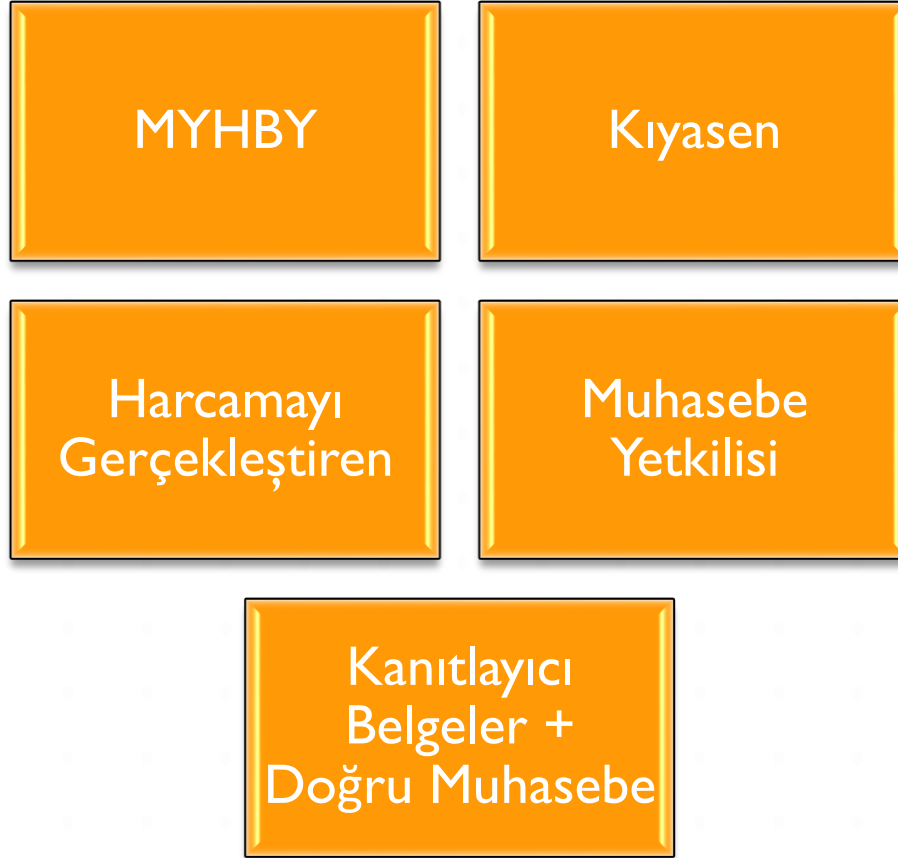 MYHBY
Kıyasen
Harcamayı
Gerçekleştiren
Muhasebe
Yetkilisi
Kanıtlayıcı
Belgeler +
Doğru Muhasebe